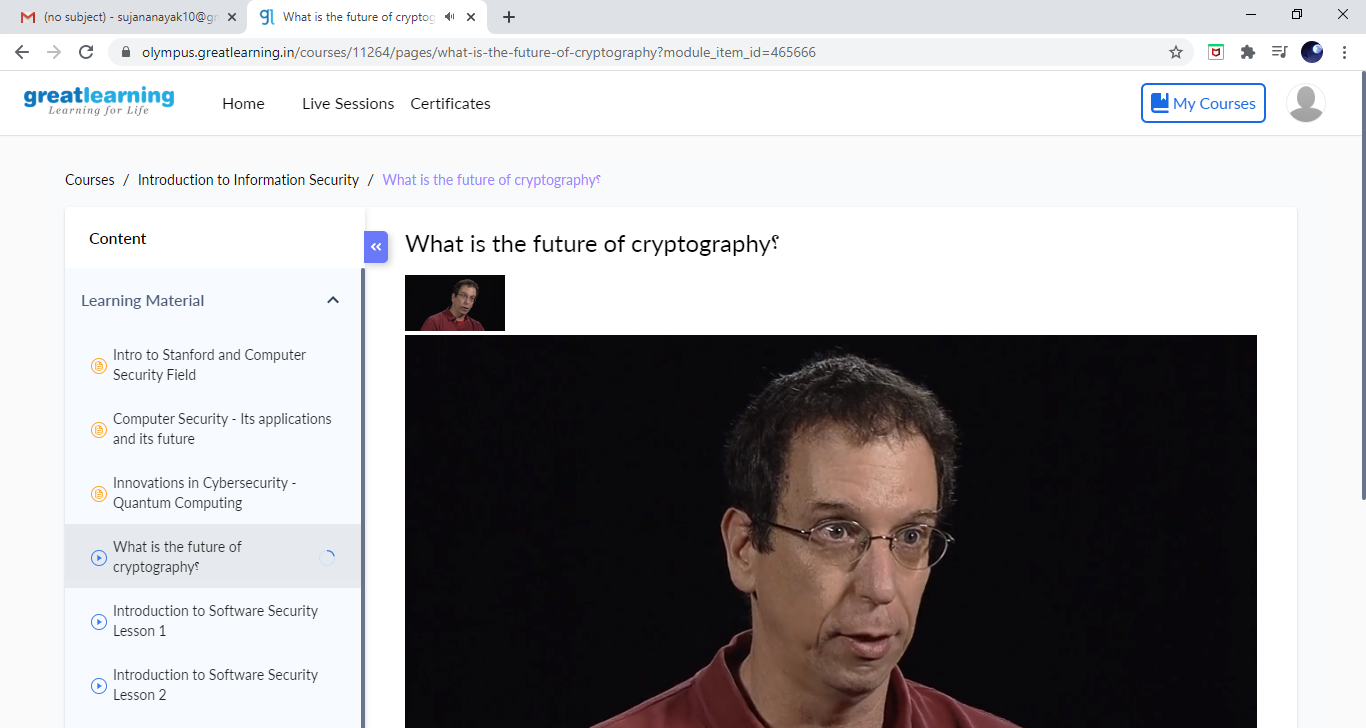 (no subject) - sujananayak10@gr
What is the future of cryptog
olympus.greatlearning.in/courses/11264/pages/what-is-the-future-of-cryptography?module_item_id=465666
greatlearning
Learning for Life
Home
Live Sessions
Certificates
My Courses
Courses / Introduction to Information Security / What is the future of cryptography؟
Content
What is the future of cryptography؟
Learning Material
Intro to Stanford and Computer
Security Field
Computer Security - Its applications
and its future
Innovations in Cybersecurity -
Quantum Computing
What is the future of
cryptography؟
Introduction to Software Security
Lesson 1
Introduction to Software Security
Lesson 2